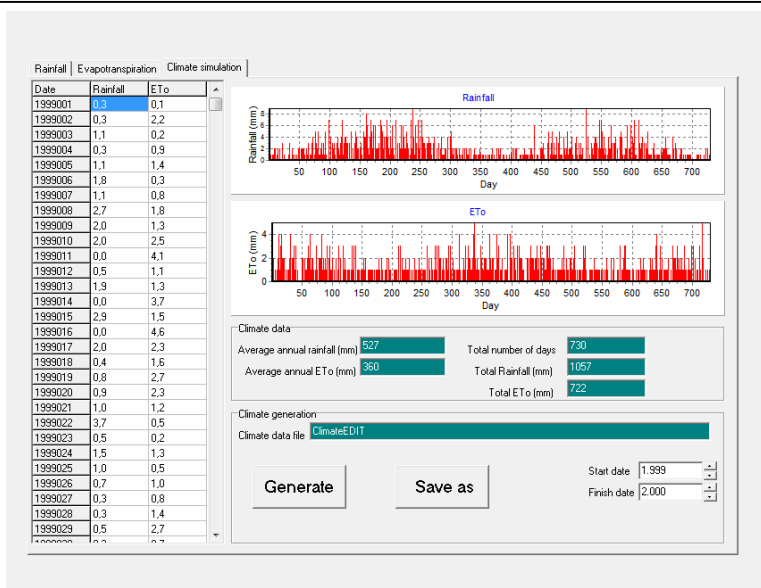 Rainfall Evapotranspiration Climate simulation
Date Rainfall ETo
1999001 0,3 0,1
1999002 0,3 2,2
1999003 1,1 0,2
1999004 0,3 0,9
1999005 1,1 1,4
1999006 1,8 0,3
1999007 1,1 0,8
1999008 2,7 1,8
1999009 2,0 1,3
1999010 2,0 2,5
1999011 0,0 4,1
1999012 0,5 1,1
1999013 1,9 1,3
1999014 0,0 3,7
1999015 2,9 1,5
1999016 0,0 4,6
1999017 2,0 2,3
1999018 0,4 1,6
1999019 0,8 2,7
1999020 0,9 2,3
1999021 1,0 1,2
1999022 3,7 0,5
1999023 0,5 0,2
1999024 1,5 1,3
1999025 1,0 0,5
1999026 0,7 1,0
1999027 0,3 0,8
1999028 0,3 1,4
1999029 0,5 2,7
Rainfall
Rainfall (mm)
8
6
4
2
0
50 100 150 200 250 300 350 400 450 500 550 600 650 700
Day
ETo
ETo (mm)
4
2
0
50 100 150 200 250 300 350 400 450 500 550 600 650 700
Day
Climate data
Average annual rainfall (mm) 527 Total number of days 730
Average annual ETo (mm) 360 Total Rainfall (mm) 1057
Total ETo (mm) 722
Climate generation
Climate data file ClimateEDIT
Generate Save as
Start date 1.999
Finish date 2.000